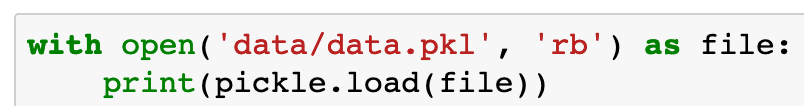 with open('data/data.pkl', 'rb') as file:
    print(pickle.load(file))